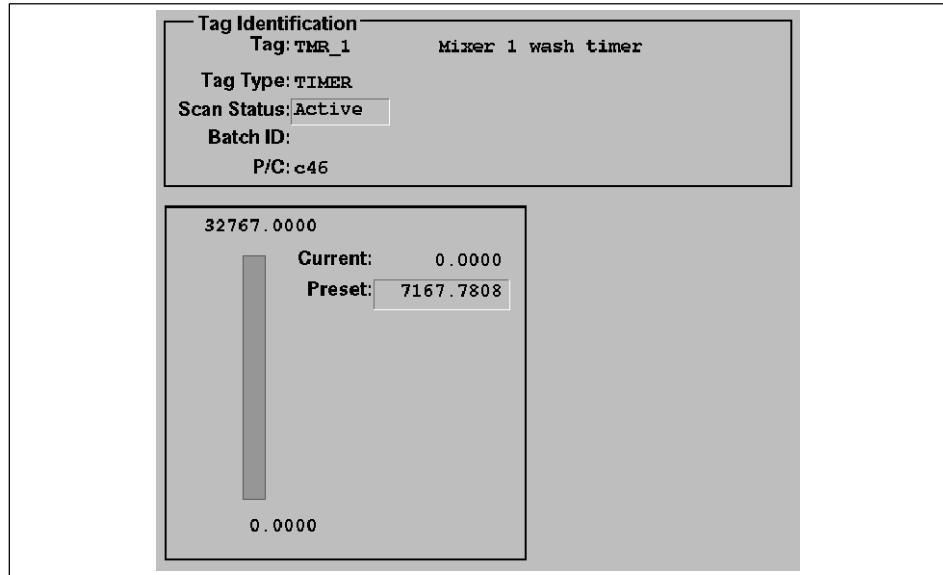 Tag Identification
Tag: TMR_1 Mixer 1 wash timer
Tag Type: TIMER
Scan Status: Active
Batch ID:
P/C: c46
32767.0000
Current: 0.0000
Preset: 7167.7808
0.0000